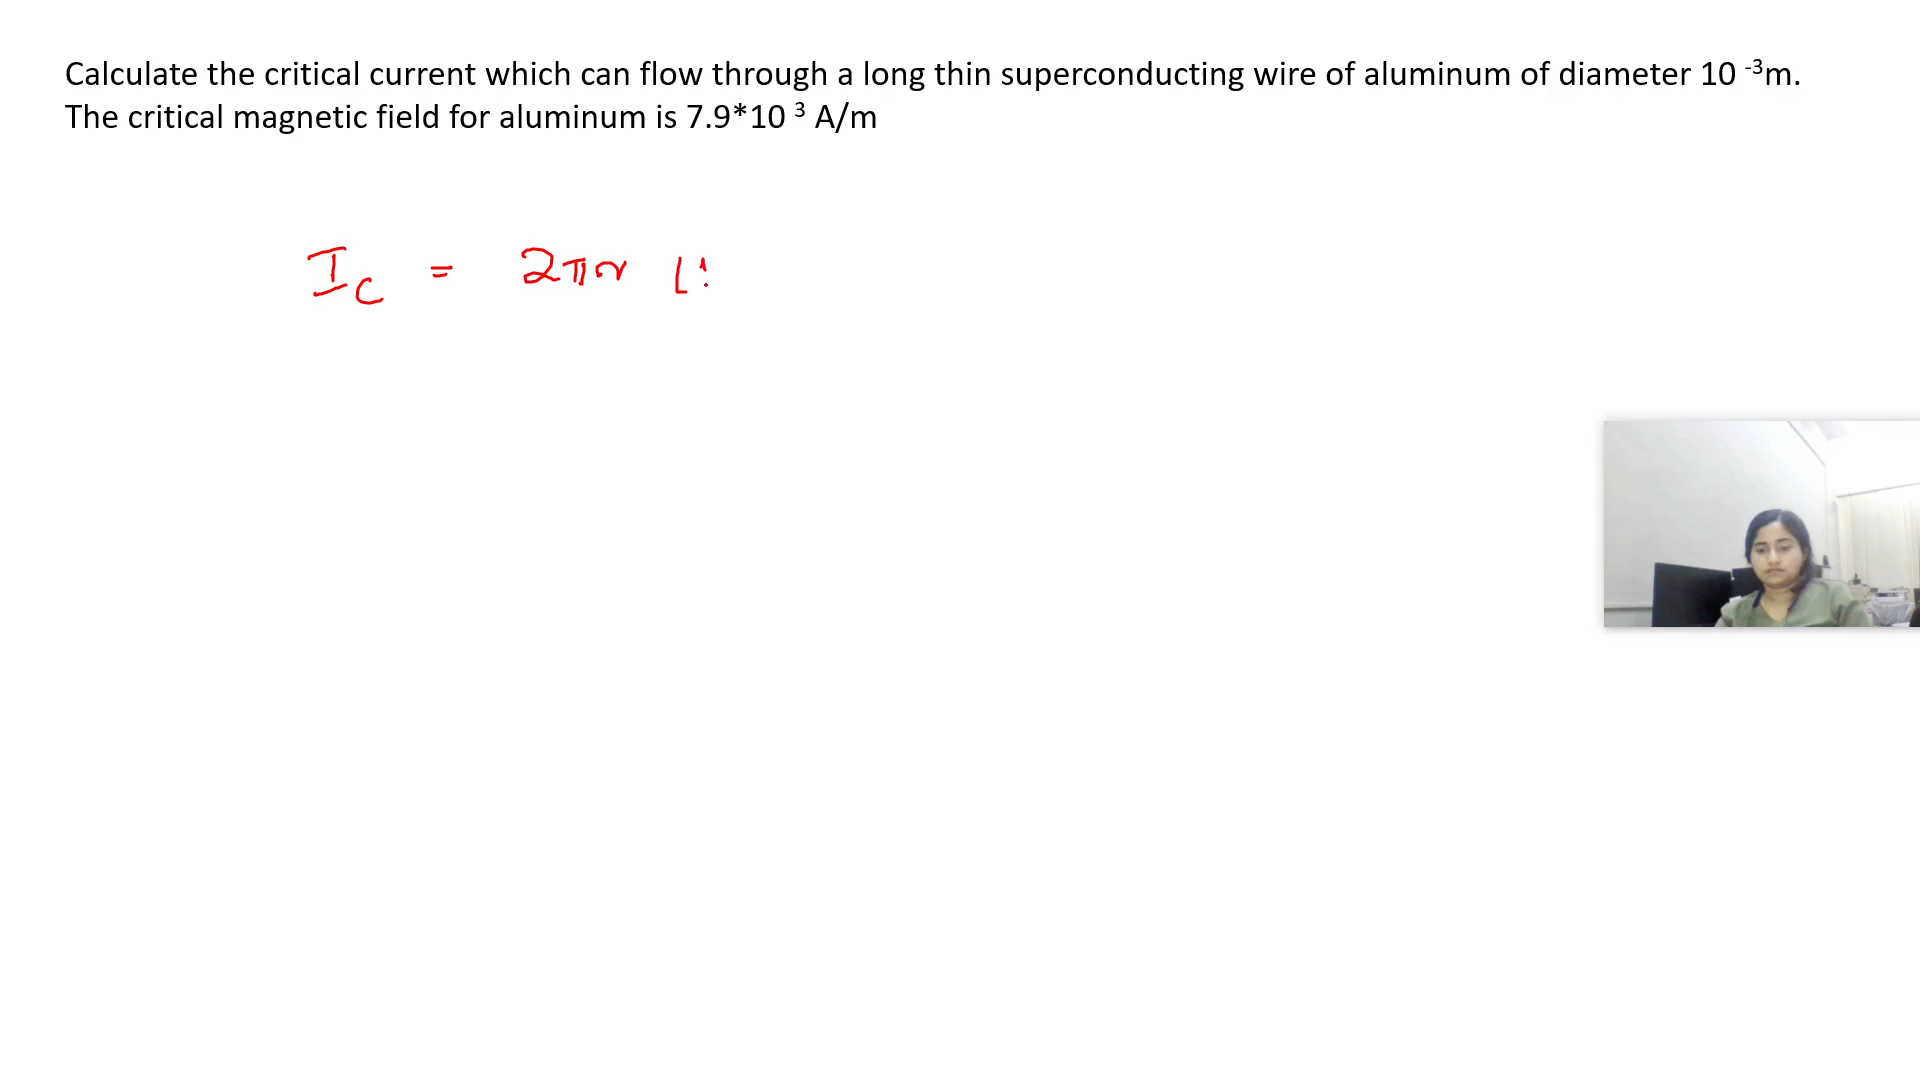 Calculate the critical current which can flow through a long thin superconducting wire of aluminum of diameter 10 ⁻³m.
The critical magnetic field for aluminum is 7.9*10 ³ A/m
I_c = 2πr